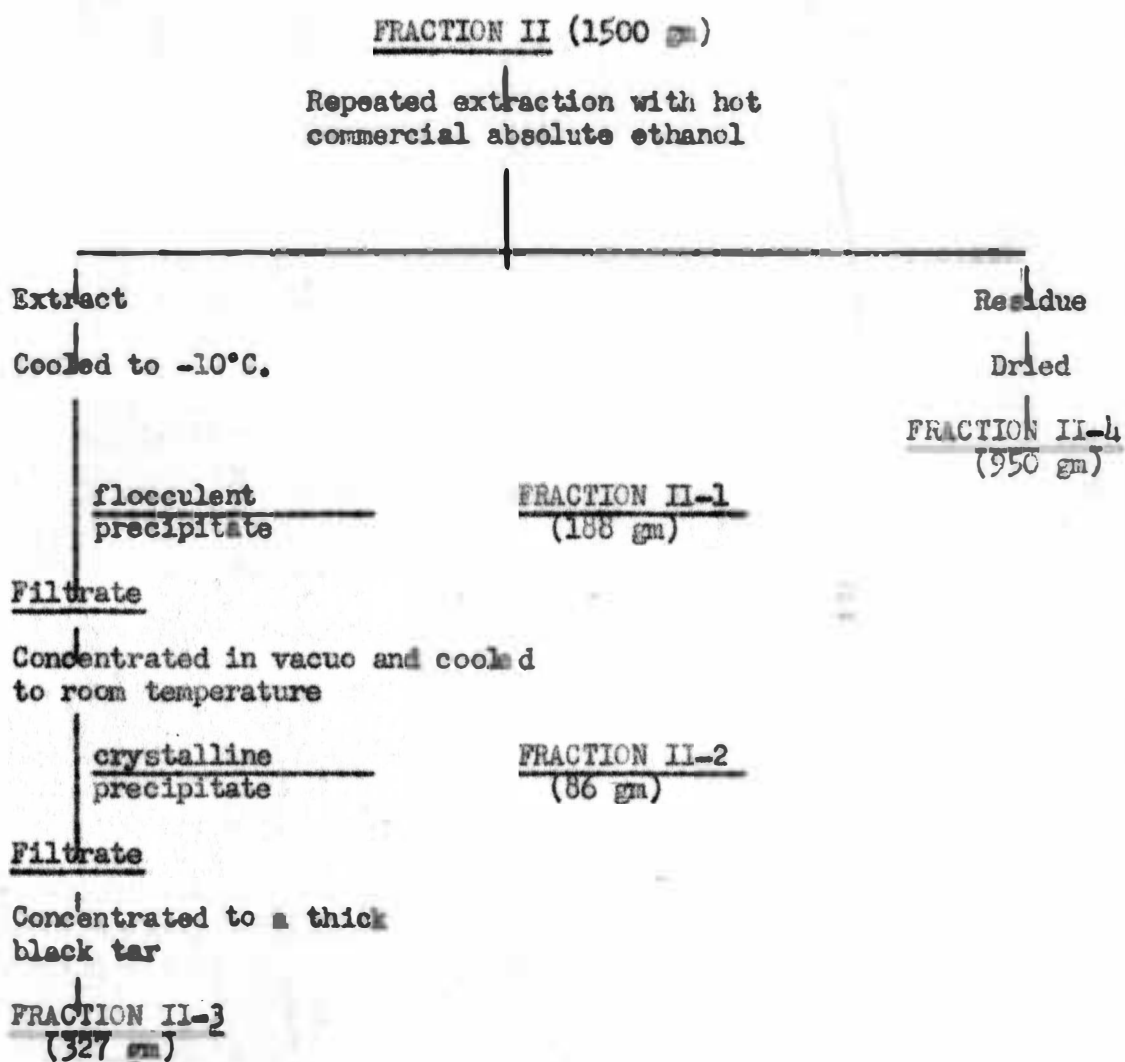 FRACTION II (1500 gm)
Repeated extraction with hot
commercial absolute ethanol
Extract
Residue
Cooled to -10°C.
Dried
FRACTION II-4
(950 gm)
flocculent
precipitate
FRACTION II-1
(188 gm)
Filtrate
Concentrated in vacuo and cooled
to room temperature
crystalline
precipitate
FRACTION II-2
(86 gm)
Filtrate
Concentrated to a thick
black tar
FRACTION II-3
(327 gm)